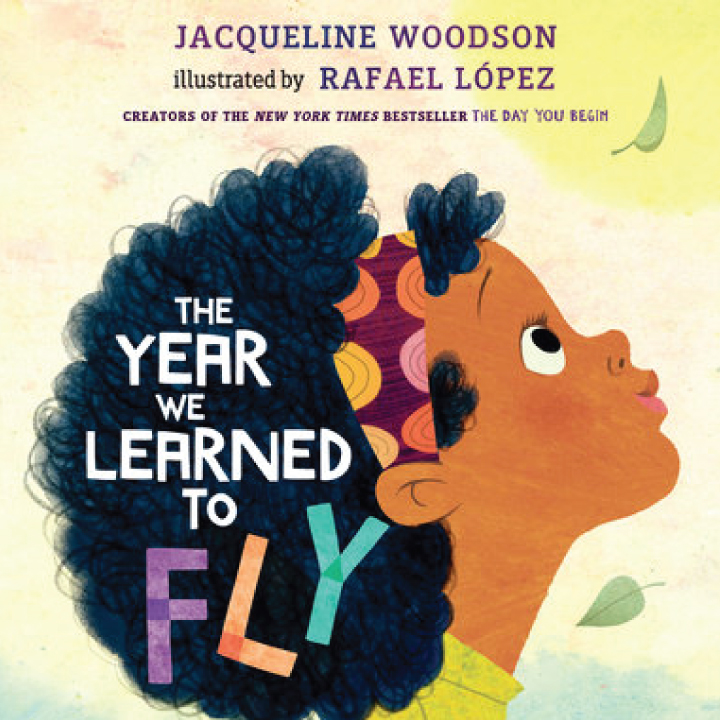 JACQUELINE WOODSON
illustrated by RAFAEL LÓPEZ
CREATORS OF THE NEW YORK TIMES BESTSELLER THE DAY YOU BEGIN
THE
YEAR
WE
LEARNED
TO
FLY